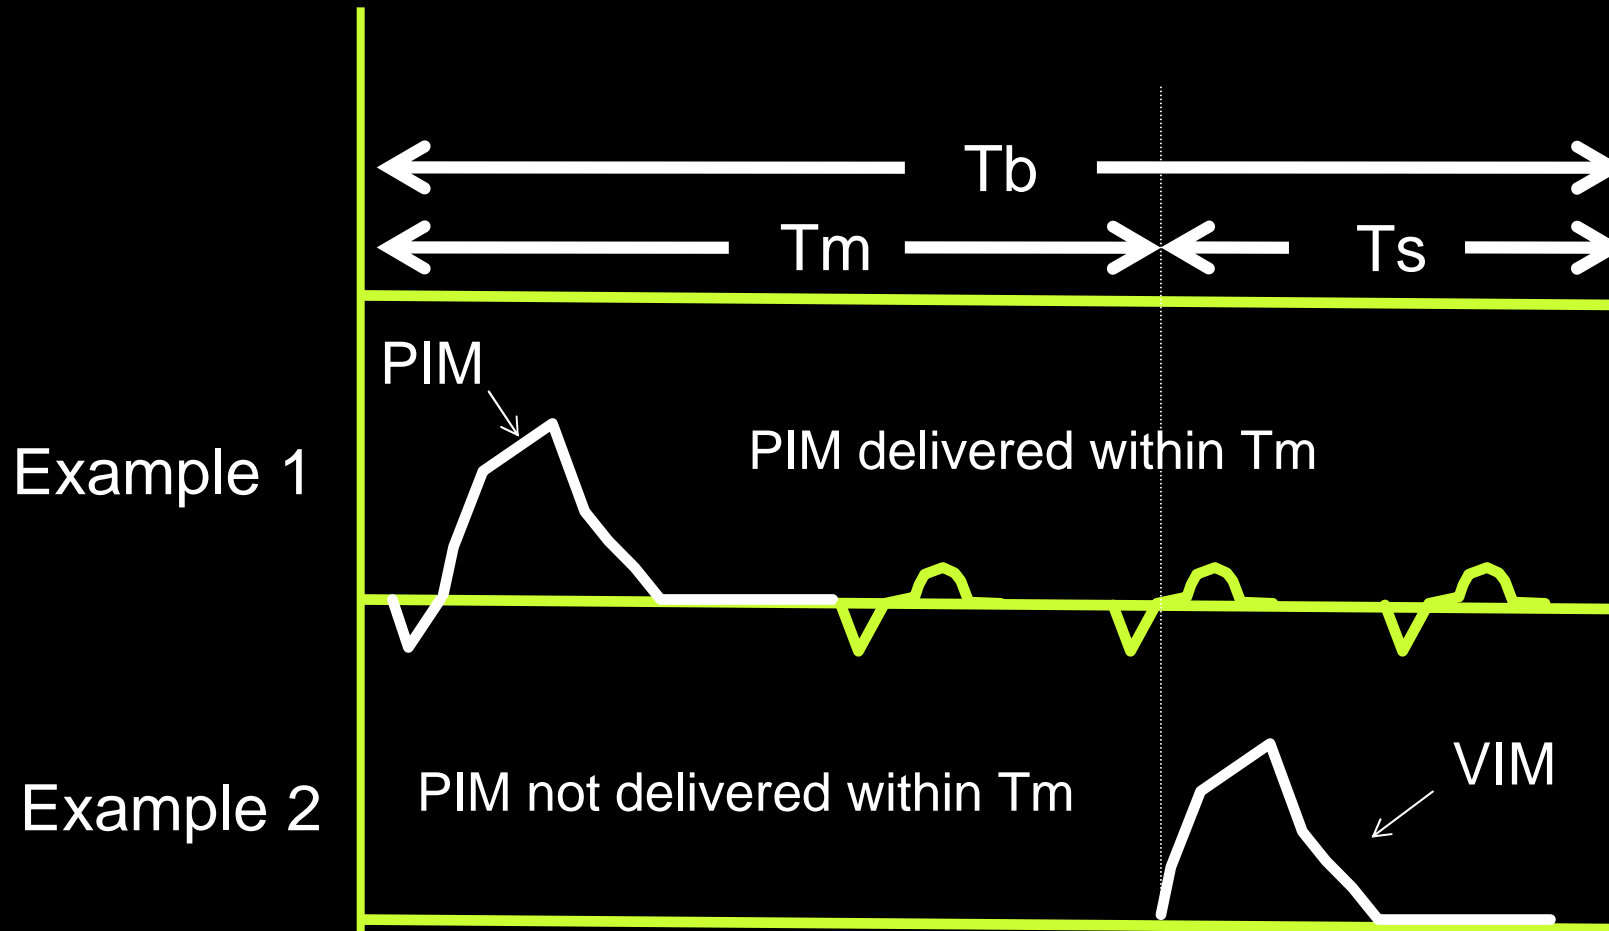 Tb
Tm
Ts
PIM
Example 1
PIM delivered within Tm
Example 2
PIM not delivered within Tm
VIM